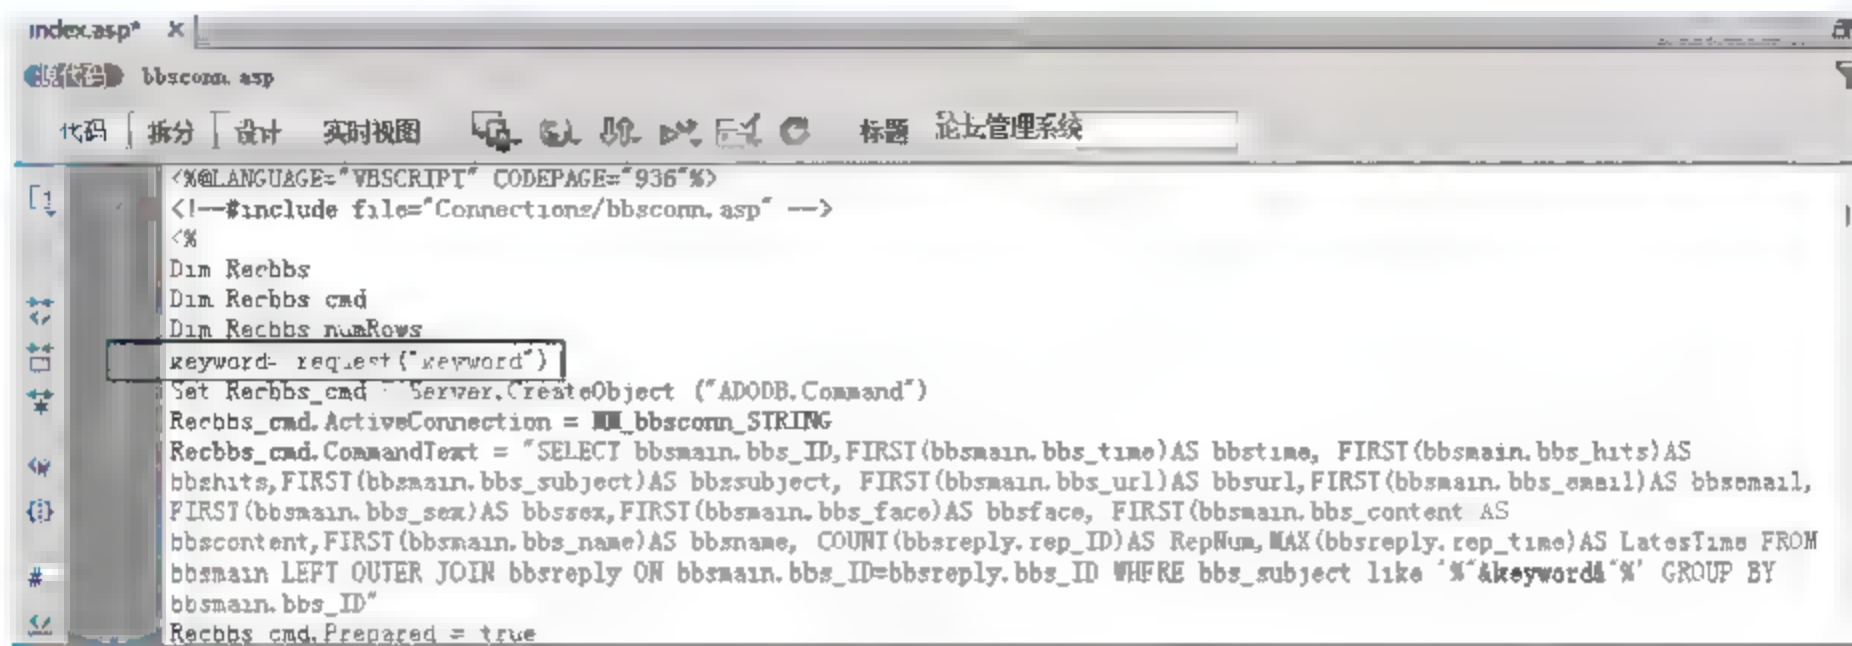 index.asp*
源代码 bbsconn.asp
代码 拆分 设计 实时视图 标题 论坛管理系统
<%@LANGUAGE="VBSCRIPT" CODEPAGE="936"%>
<!--#include file="Connections/bbsconn.asp" -->
<%
Dim Recbbs
Dim Recbbs_cmd
Dim Recbbs_numRows
keyword= request("keyword")
Set Recbbs_cmd = Server.CreateObject ("ADODB.Command")
Recbbs_cmd.ActiveConnection = MM_bbsconn_STRING
Recbbs_cmd.CommandText = "SELECT bbsmain.bbs_ID,FIRST(bbsmain.bbs_time)AS bbstime, FIRST(bbsmain.bbs_hits)AS
bbshits,FIRST(bbsmain.bbs_subject)AS bbssubject, FIRST(bbsmain.bbs_url)AS bbsurl,FIRST(bbsmain.bbs_email)AS bbsemail,
FIRST(bbsmain.bbs_sex)AS bbssex,FIRST(bbsmain.bbs_face)AS bbsface, FIRST(bbsmain.bbs_content AS
bbscontent,FIRST(bbsmain.bbs_name)AS bbsname, COUNT(bbsreply.rep_ID)AS RepNum,MAX(bbsreply.rep_time)AS LatesTime FROM
bbsmain LEFT OUTER JOIN bbsreply ON bbsmain.bbs_ID=bbsreply.bbs_ID WHERE bbs_subject like '%"&keyword&"%' GROUP BY
bbsmain.bbs_ID"
Recbbs_cmd.Prepared = true